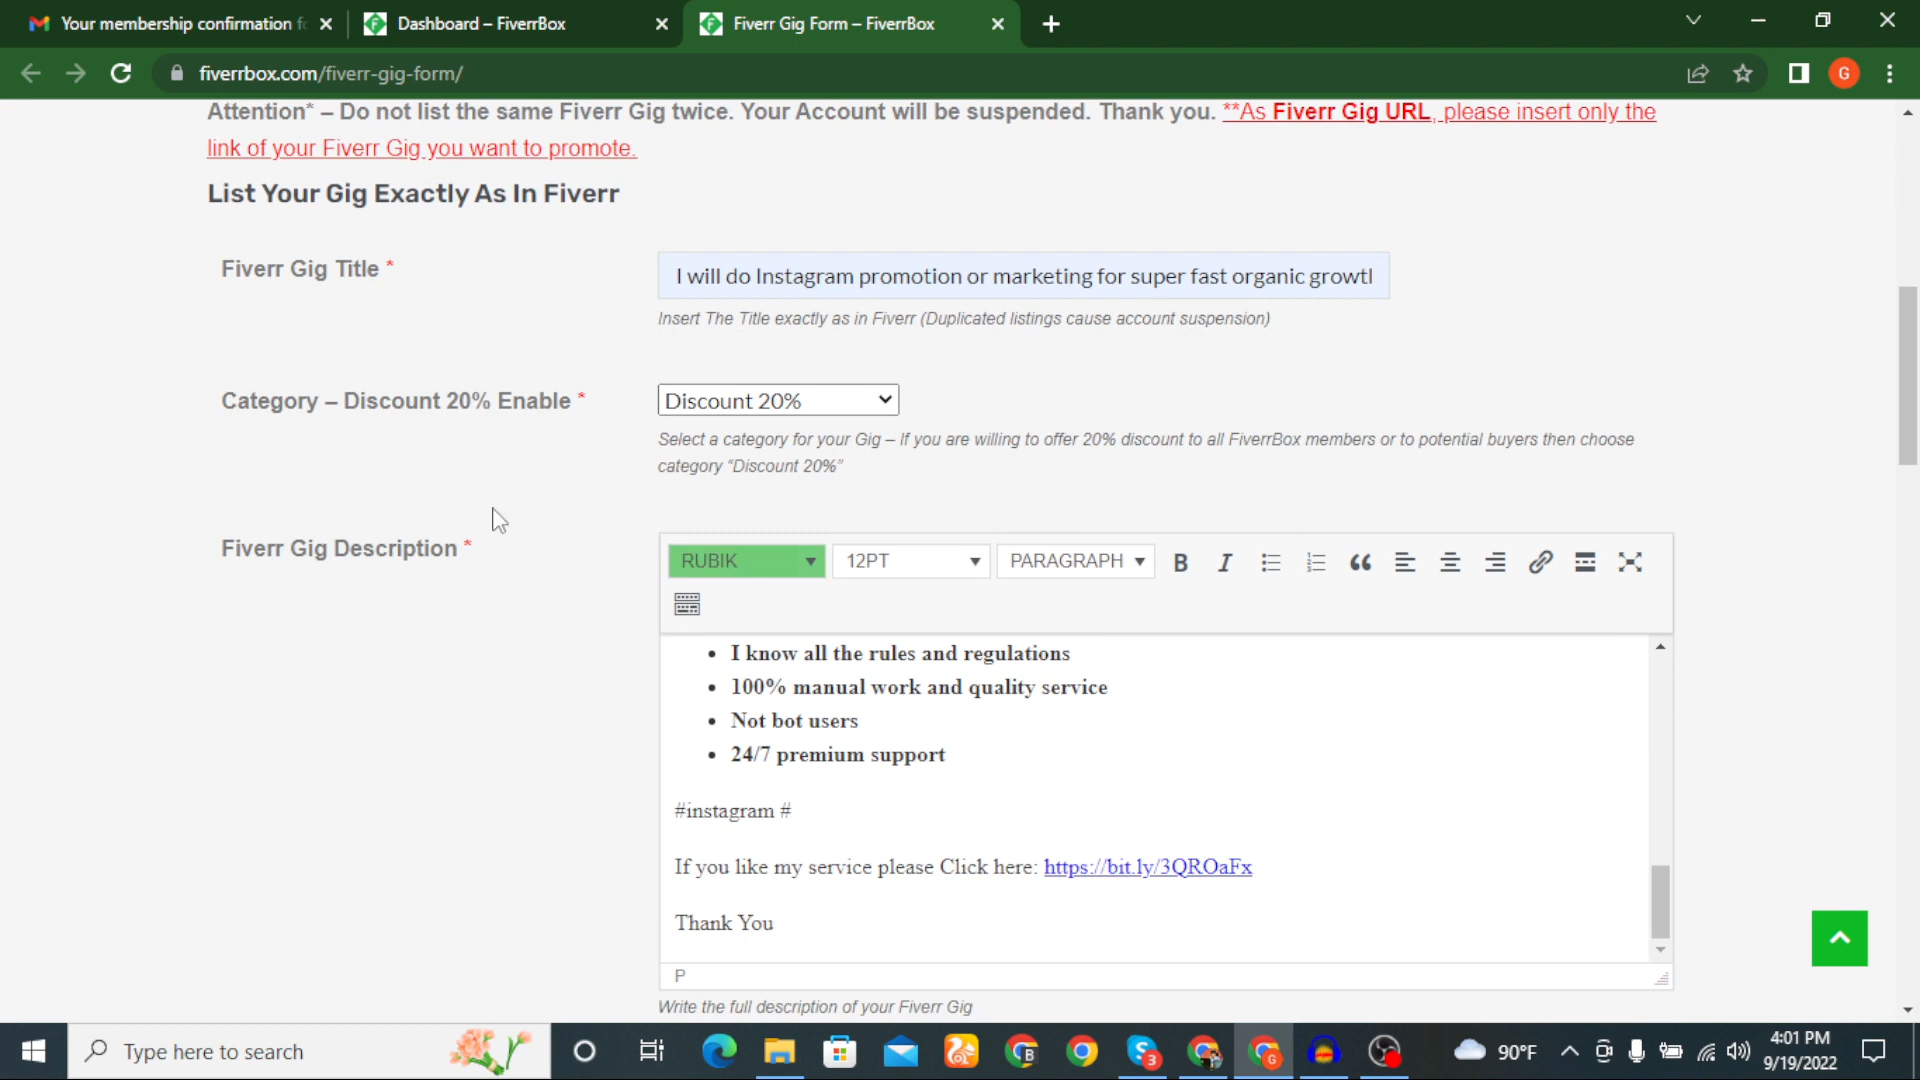 Your membership confirmation f
Dashboard – FiverrBox
Fiverr Gig Form – FiverrBox
fiverrbox.com/fiverr-gig-form/
G
Attention* – Do not list the same Fiverr Gig twice. Your Account will be suspended. Thank you. **As Fiverr Gig URL, please insert only the
link of your Fiverr Gig you want to promote.
List Your Gig Exactly As In Fiverr
Fiverr Gig Title *
I will do Instagram promotion or marketing for super fast organic growtl
Insert The Title exactly as in Fiverr (Duplicated listings cause account suspension)
Category – Discount 20% Enable *
Discount 20%
Select a category for your Gig – If you are willing to offer 20% discount to all FiverrBox members or to potential buyers then choose
category “Discount 20%”
Fiverr Gig Description *
RUBIK
12PT
PARAGRAPH
B
I
• I know all the rules and regulations
• 100% manual work and quality service
• Not bot users
• 24/7 premium support
#instagram #
If you like my service please Click here: https://bit.ly/3QROaFx
Thank You
P
Write the full description of your Fiverr Gig
Type here to search
B
3
G
90°F
4:01 PM
9/19/2022